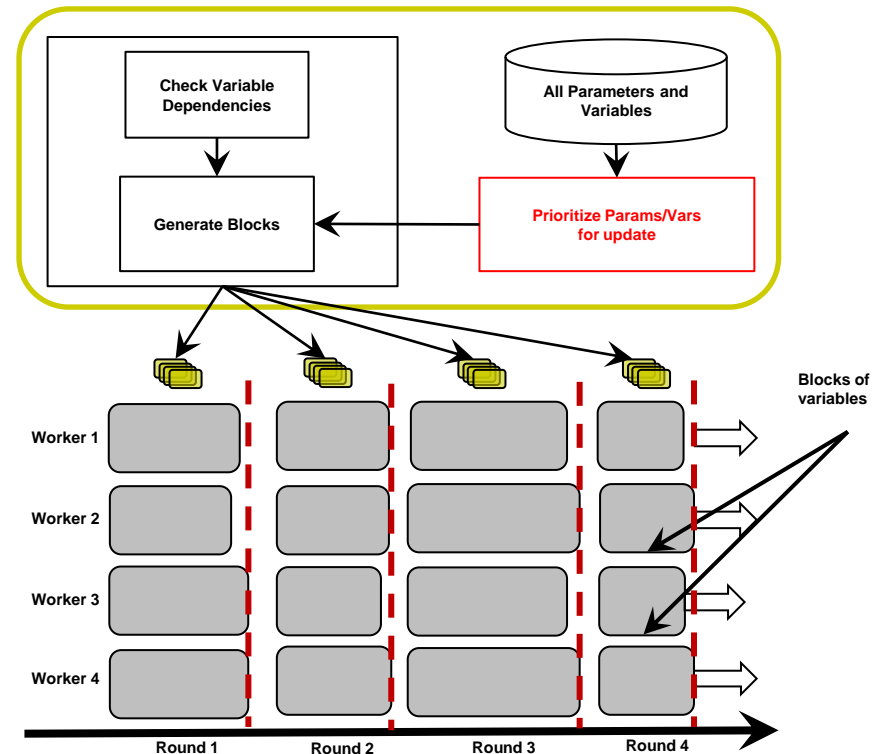 Check Variable
Dependencies
All Parameters and
Variables
Generate Blocks
Prioritize Params/Vars
for update
Blocks of
variables
Worker 1
Worker 2
Worker 3
Worker 4
Round 1
Round 2
Round 3
Round 4